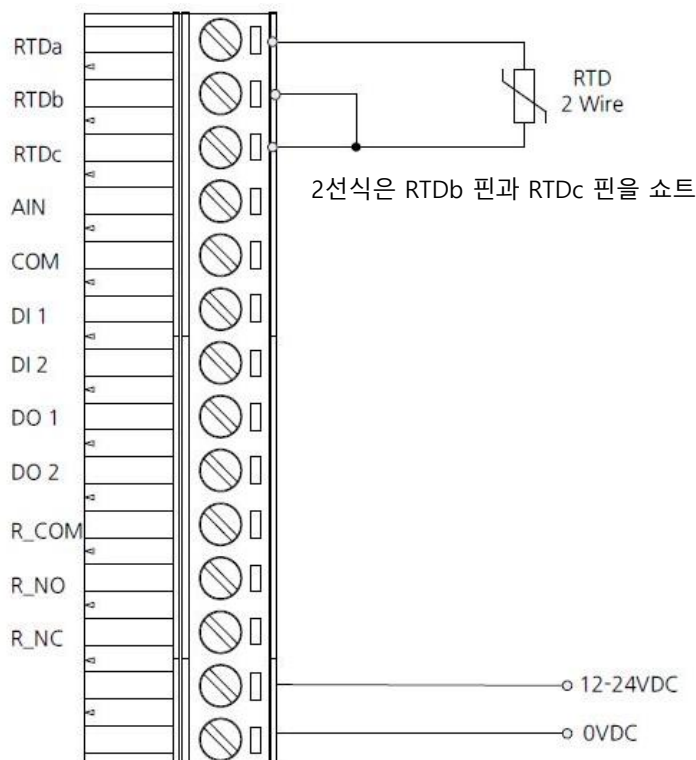 RTDa
RTDb
RTDc
AIN
COM
DI 1
DI 2
DO 1
DO 2
R_COM
R_NO
R_NC
RTD
2 Wire
2선식은 RTDb 핀과 RTDc 핀을 쇼트
12-24VDC
0VDC